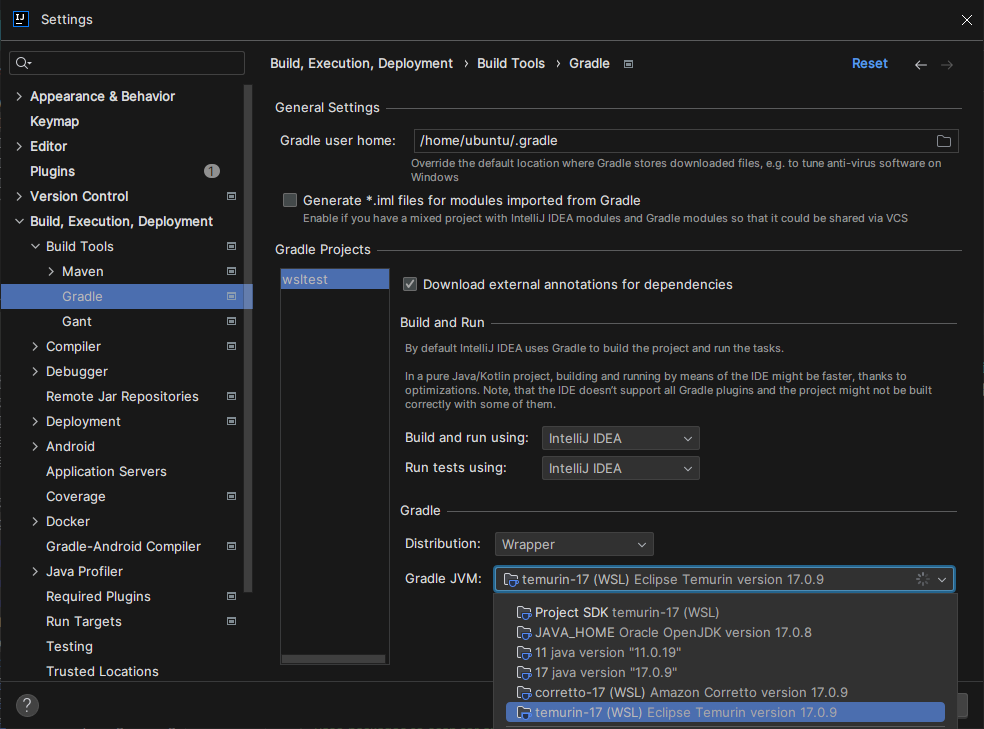 IJ
Settings
Build, Execution, Deployment › Build Tools › Gradle
Reset
Appearance & Behavior
Keymap
Editor
Plugins 1
Version Control
Build, Execution, Deployment
Build Tools
Maven
Gradle
Gant
Compiler
Debugger
Remote Jar Repositories
Deployment
Android
Application Servers
Coverage
Docker
Gradle-Android Compiler
Java Profiler
Required Plugins
Run Targets
Testing
Trusted Locations
?
General Settings
Gradle user home: /home/ubuntu/.gradle
Override the default location where Gradle stores downloaded files, e.g. to tune anti-virus software on
Windows
Generate *.iml files for modules imported from Gradle
Enable if you have a mixed project with IntelliJ IDEA modules and Gradle modules so that it could be shared via VCS
Gradle Projects
wsltest
Download external annotations for dependencies
Build and Run
By default IntelliJ IDEA uses Gradle to build the project and run the tasks.
In a pure Java/Kotlin project, building and running by means of the IDE might be faster, thanks to
optimizations. Note, that the IDE doesn't support all Gradle plugins and the project might not be built
correctly with some of them.
Build and run using: IntelliJ IDEA
Run tests using: IntelliJ IDEA
Gradle
Distribution: Wrapper
Gradle JVM: temurin-17 (WSL) Eclipse Temurin version 17.0.9
Project SDK temurin-17 (WSL)
JAVA_HOME Oracle OpenJDK version 17.0.8
11 java version "11.0.19"
17 java version "17.0.9"
corretto-17 (WSL) Amazon Corretto version 17.0.9
temurin-17 (WSL) Eclipse Temurin version 17.0.9